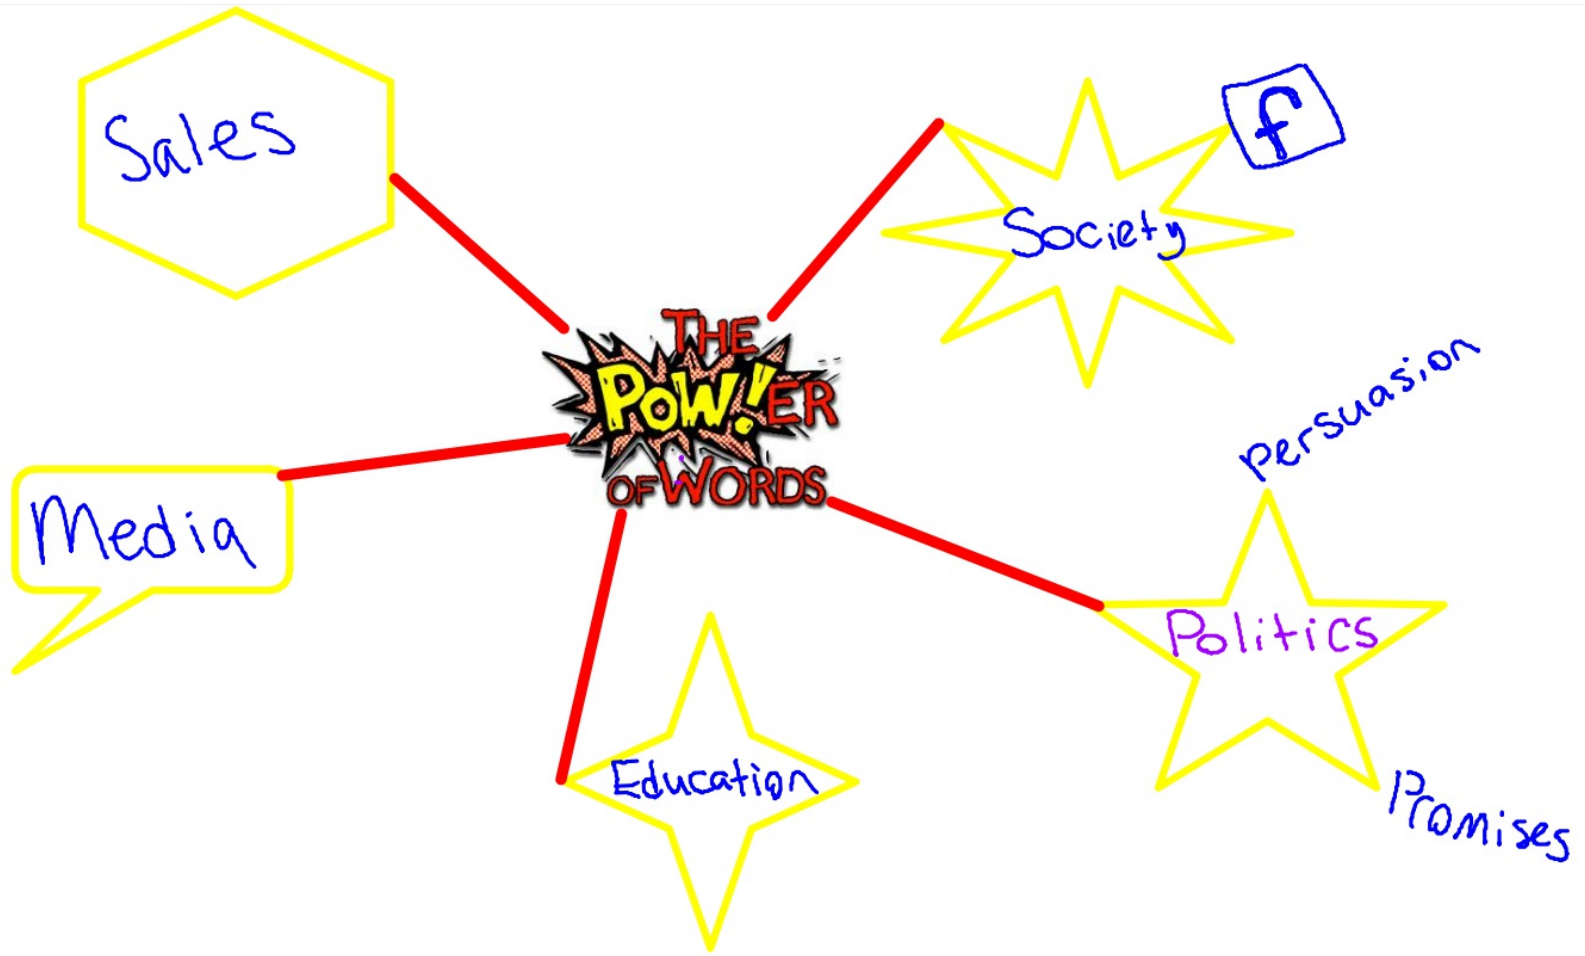 Sales
f
Society
THE
POW!ER
OF WORDS
Persuasion
Media
Politics
Education
Promises